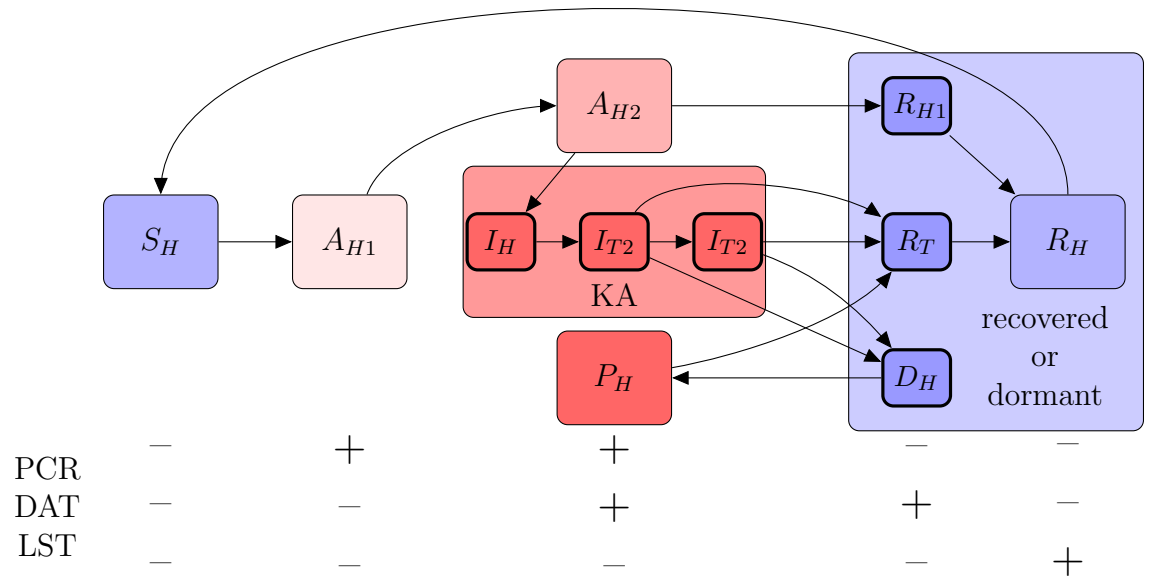 A_{H2}
R_{H1}
S_H
A_{H1}
I_H
I_{T2}
I_{T2}
R_T
R_H
KA
recovered
or
dormant
P_H
D_H
PCR
DAT
LST
− + + − −
− − + + −
− − − − +